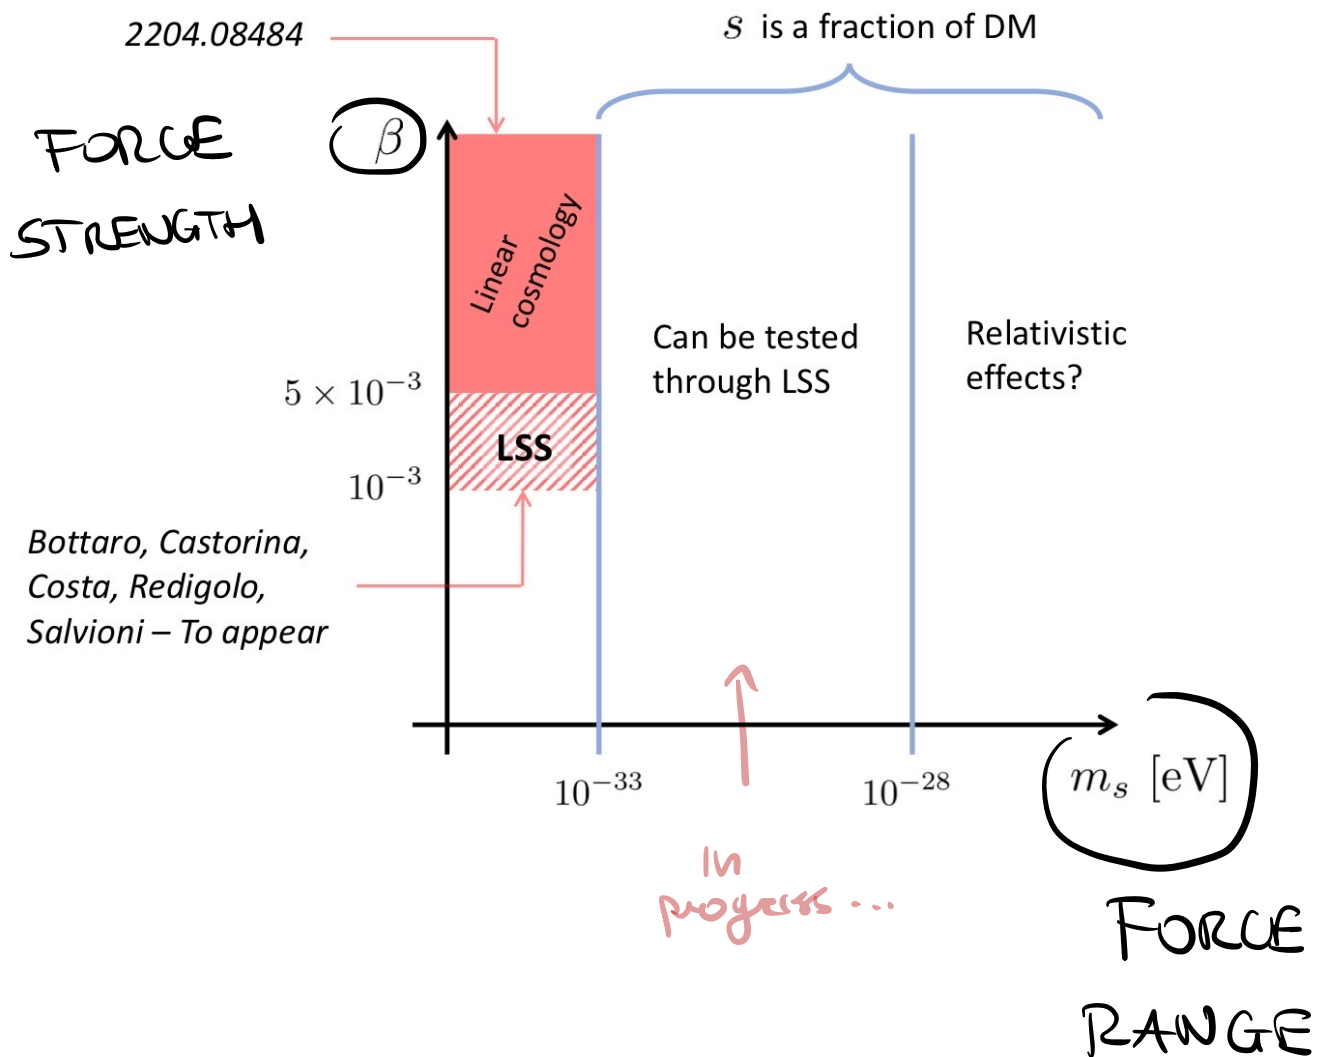 2204.08484
s is a fraction of DM
FORCE
STRENGTH
β
Linear
cosmology
Can be tested
through LSS
Relativistic
effects?
5 × 10⁻³
LSS
10⁻³
Bottaro, Castorina,
Costa, Redigolo,
Salvioni – To appear
10⁻³³
10⁻²⁸
mₛ [eV]
In
progress...
FORCE
RANGE